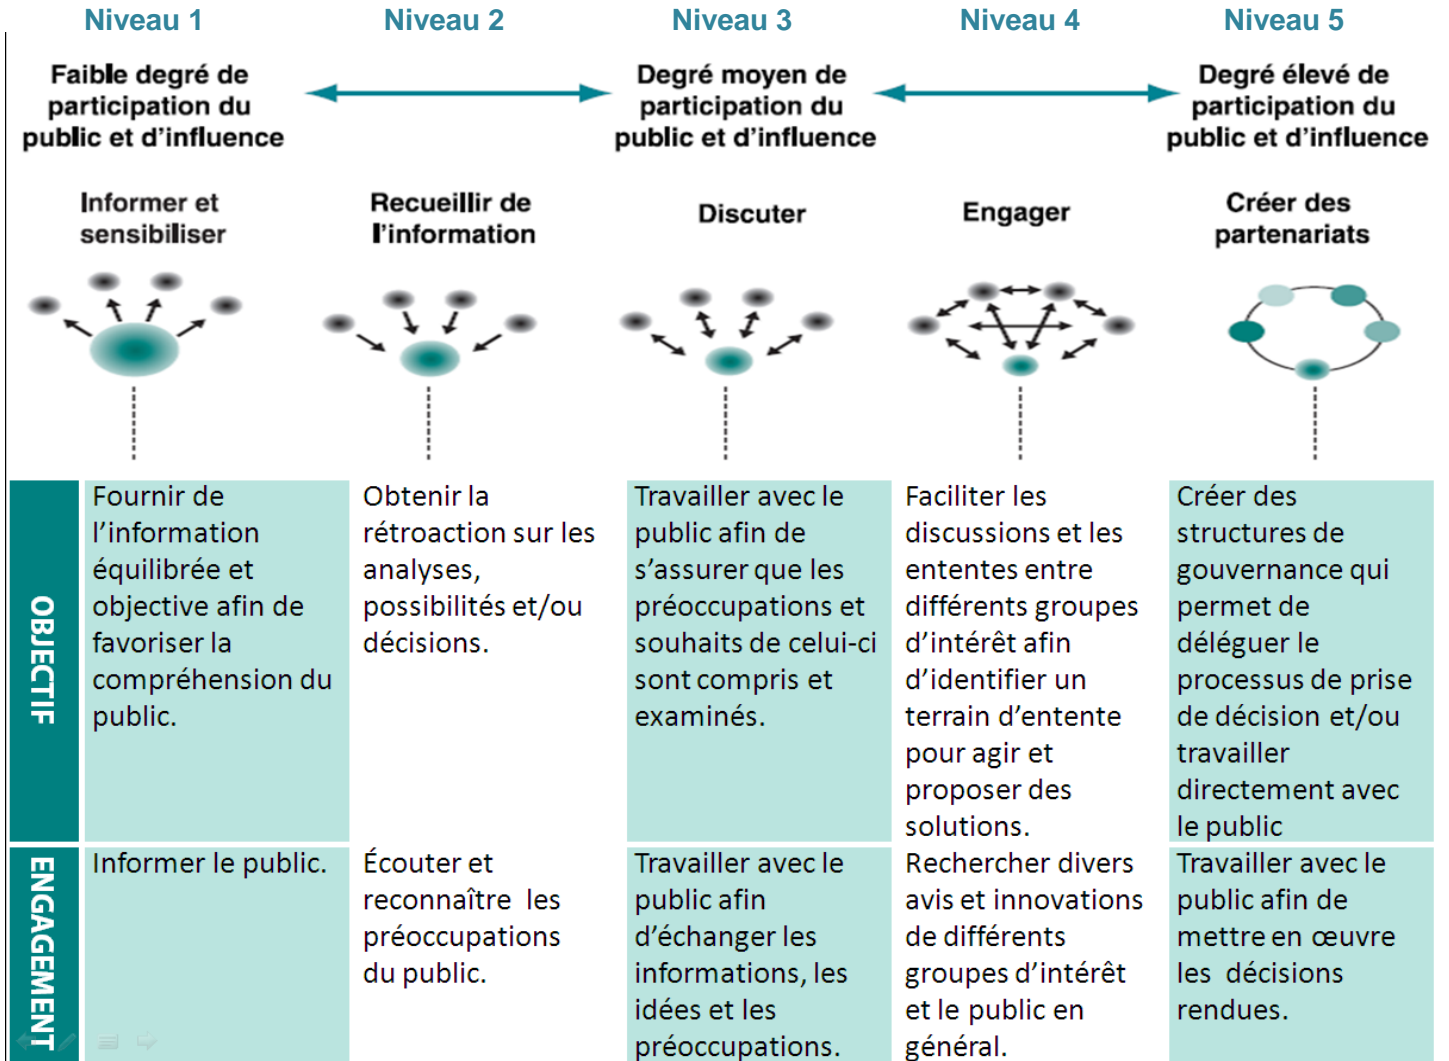 Niveau 1
Niveau 2
Niveau 3
Niveau 4
Niveau 5
Faible degré de
participation du
public et d'influence
Degré moyen de
participation du
public et d'influence
Degré élevé de
participation du
public et d'influence
Informer et
sensibiliser
Recueillir de
l'information
Discuter
Engager
Créer des
partenariats
OBJECTIF
Fournir de
l'information
équilibrée et
objective afin de
favoriser la
compréhension du
public.
Obtenir la
rétroaction sur les
analyses,
possibilités et/ou
décisions.
Travailler avec le
public afin de
s'assurer que les
préoccupations et
souhaits de celui-ci
sont compris et
examinés.
Faciliter les
discussions et les
ententes entre
différents groupes
d'intérêt afin
d'identifier un
terrain d'entente
pour agir et
proposer des
solutions.
Créer des
structures de
gouvernance qui
permet de
déléguer le
processus de prise
de décision et/ou
travailler
directement avec
le public
ENGAGEMENT
Informer le public.
Écouter et
reconnaître les
préoccupations
du public.
Travailler avec le
public afin
d'échanger les
informations, les
idées et les
préoccupations.
Rechercher divers
avis et innovations
de différents
groupes d'intérêt
et le public en
général.
Travailler avec le
public afin de
mettre en œuvre
les décisions
rendues.